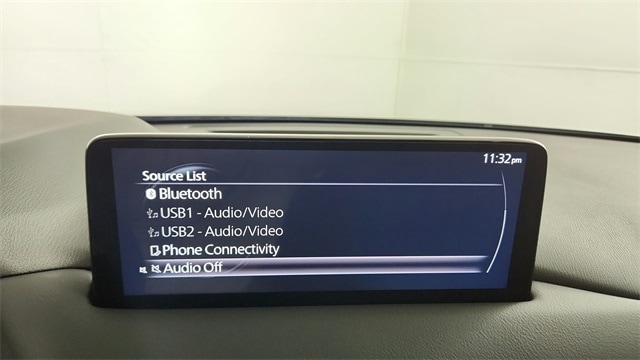 11:32pm
Source List
Bluetooth
USB1 - Audio/Video
USB2 - Audio/Video
Phone Connectivity
Audio Off